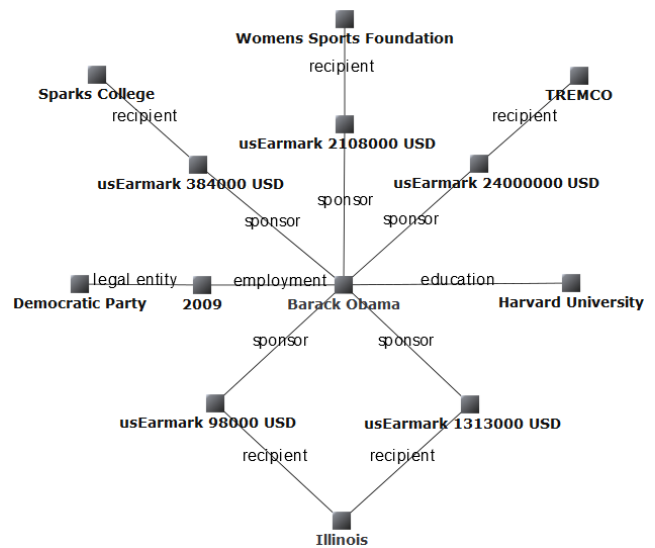 Womens Sports Foundation
recipient
Sparks College
TREMCO
recipient
recipient
usEarmark 2108000 USD
usEarmark 384000 USD
usEarmark 24000000 USD
sponsor
sponsor
sponsor
legal entity
employment
education
Democratic Party
2009
Barack Obama
Harvard University
sponsor
sponsor
usEarmark 98000 USD
usEarmark 1313000 USD
recipient
recipient
Illinois